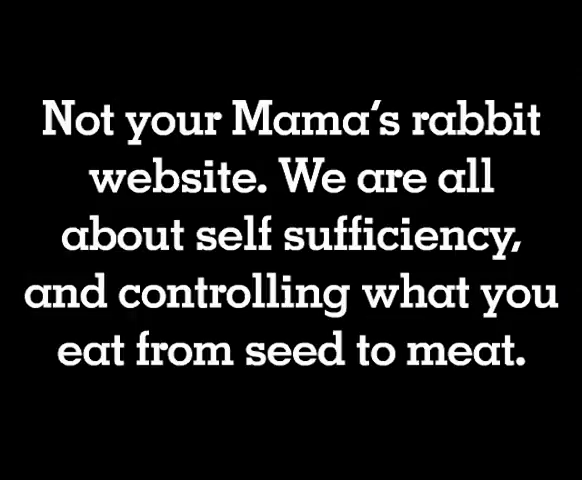 Not your Mama's rabbit
website. We are all
about self sufficiency,
and controlling what you
eat from seed to meat.